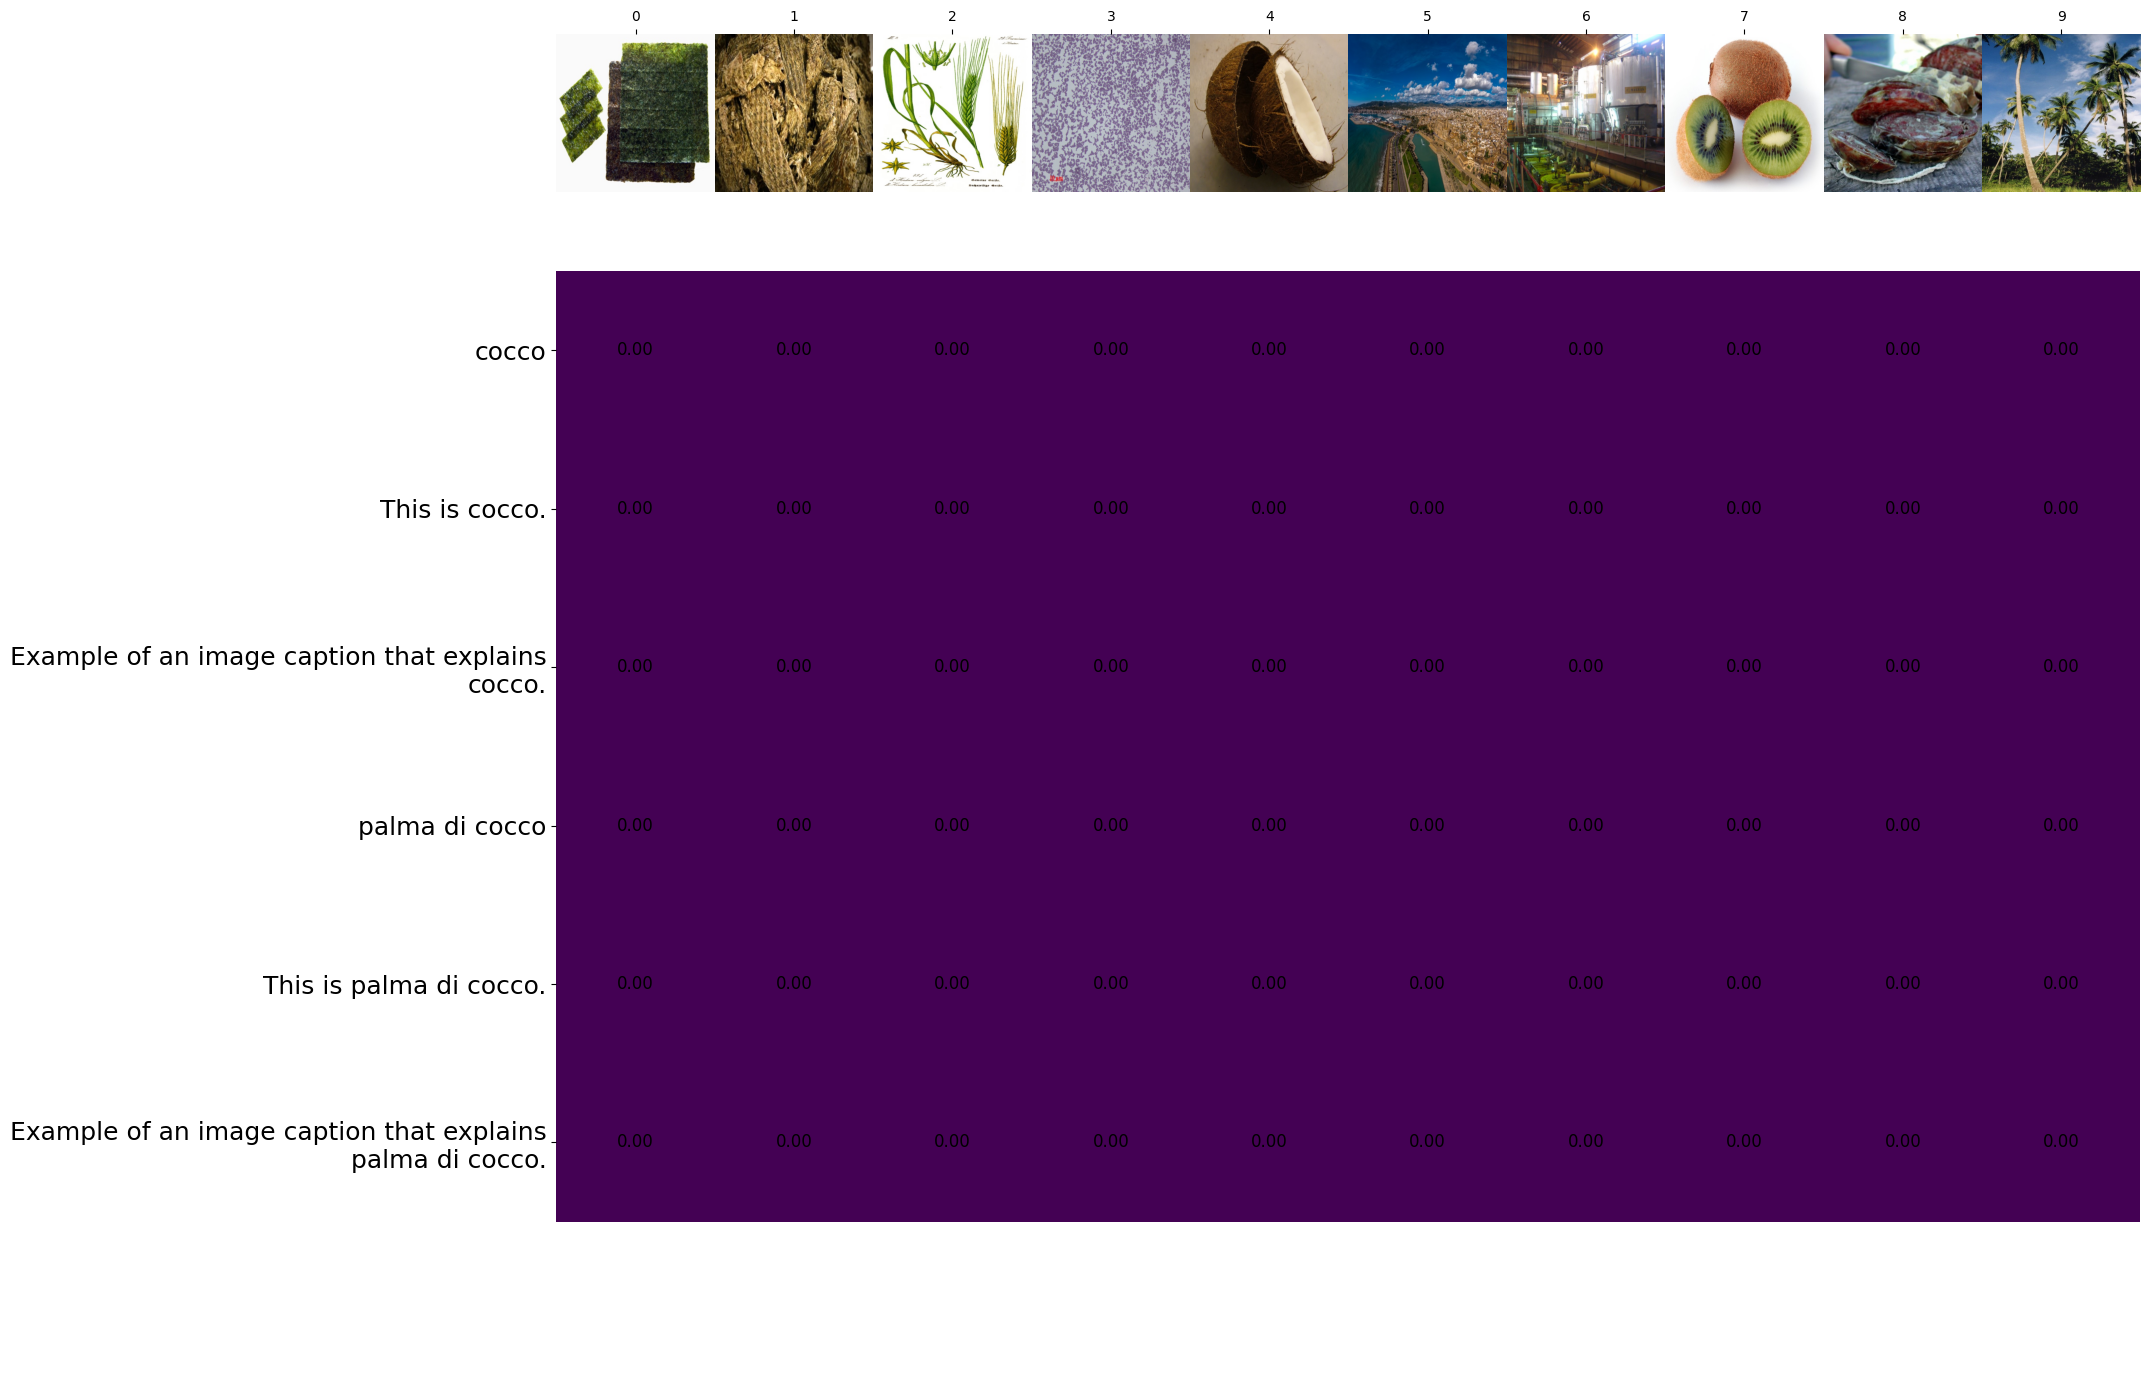 0 1 2 3 4 5 6 7 8 9
cocco 0.00 0.00 0.00 0.00 0.00 0.00 0.00 0.00 0.00 0.00
This is cocco. 0.00 0.00 0.00 0.00 0.00 0.00 0.00 0.00 0.00 0.00
Example of an image caption that explains
cocco. 0.00 0.00 0.00 0.00 0.00 0.00 0.00 0.00 0.00 0.00
palma di cocco 0.00 0.00 0.00 0.00 0.00 0.00 0.00 0.00 0.00 0.00
This is palma di cocco. 0.00 0.00 0.00 0.00 0.00 0.00 0.00 0.00 0.00 0.00
Example of an image caption that explains
palma di cocco. 0.00 0.00 0.00 0.00 0.00 0.00 0.00 0.00 0.00 0.00